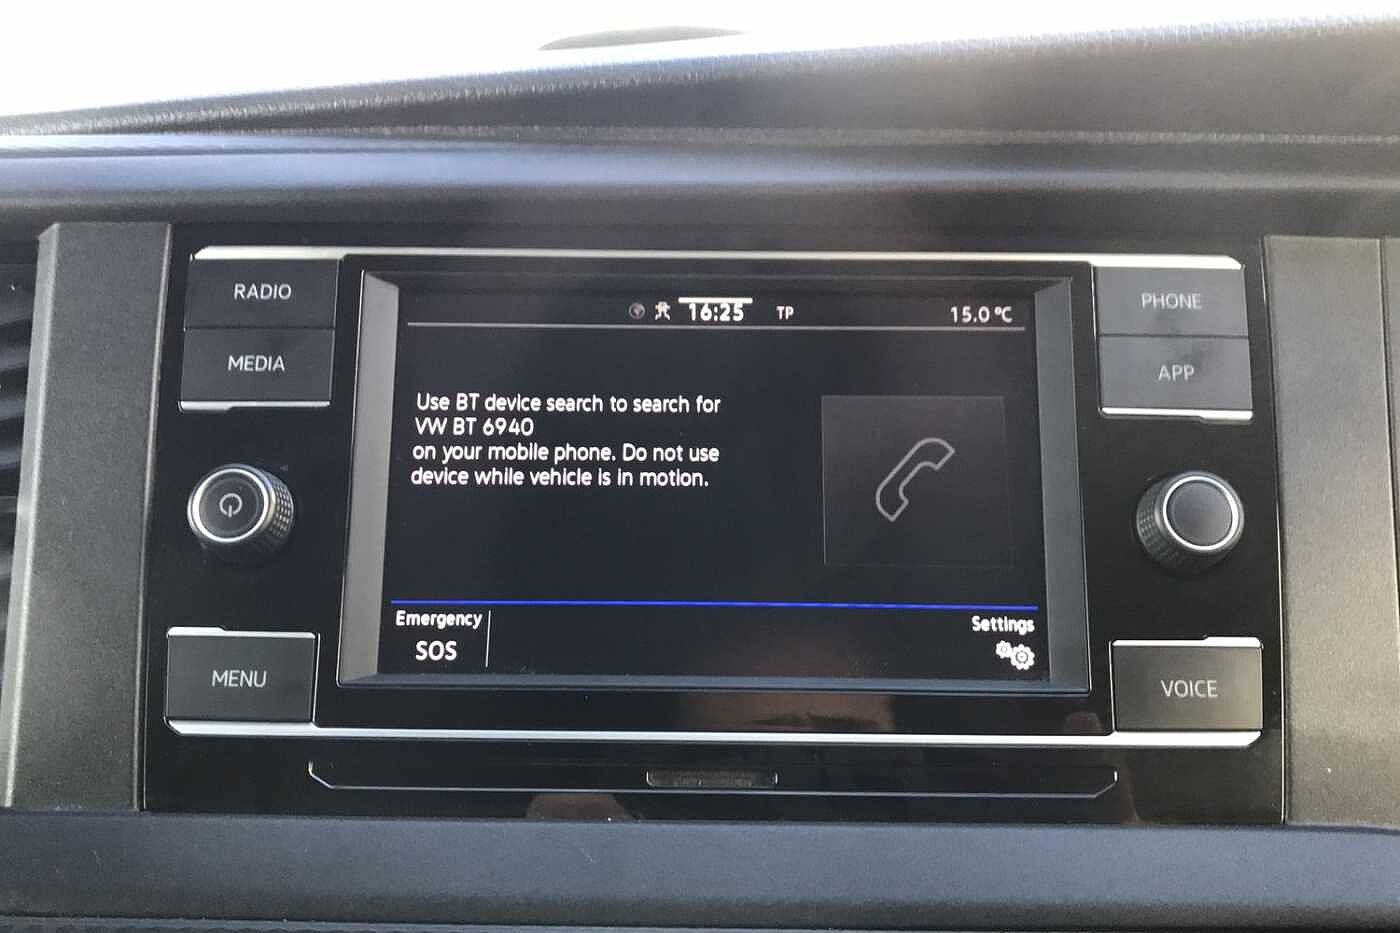 RADIO
MEDIA
MENU
16:25
TP
15.0 °C
Use BT device search to search for
VW BT 6940
on your mobile phone. Do not use
device while vehicle is in motion.
Emergency
SOS
Settings
PHONE
APP
VOICE